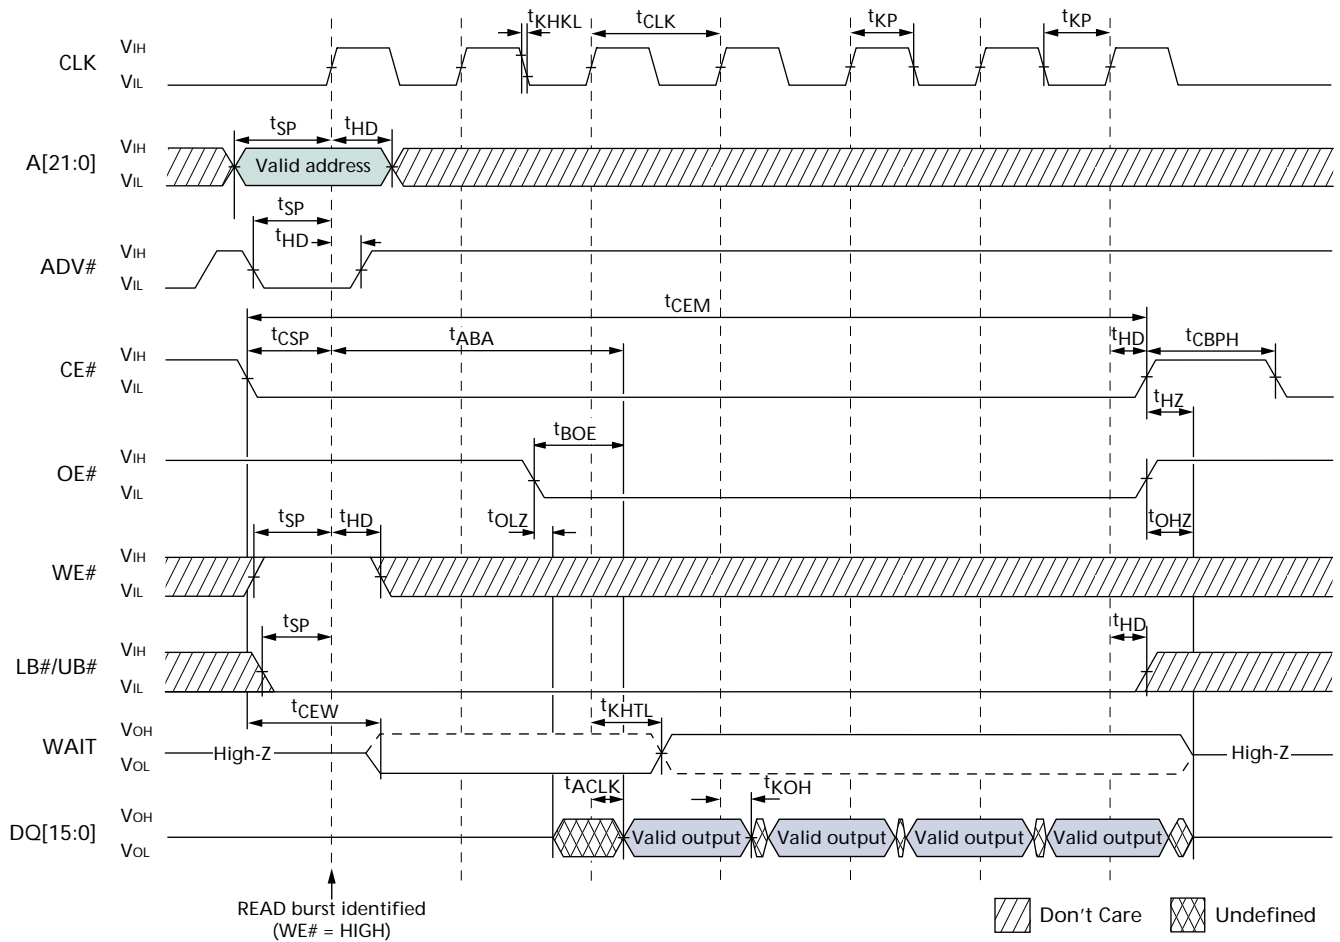 tKHKL tCLK tKP tKP
CLK VIH
VIL
tSP tHD
A[21:0] VIH
VIL
Valid address
tSP
tHD
ADV# VIH
VIL
tCEM
tCSP tABA tHD tCBPH
CE# VIH
VIL
tHZ
tBOE
OE# VIH
VIL
tSP tHD tOLZ tOHZ
WE# VIH
VIL
tSP tHD
LB#/UB# VIH
VIL
tCEW tKHTL
WAIT VOH
VOL
High-Z High-Z
tACLK tKOH
DQ[15:0] VOH
VOL
Valid output Valid output Valid output Valid output
READ burst identified
(WE# = HIGH)
Don't Care Undefined